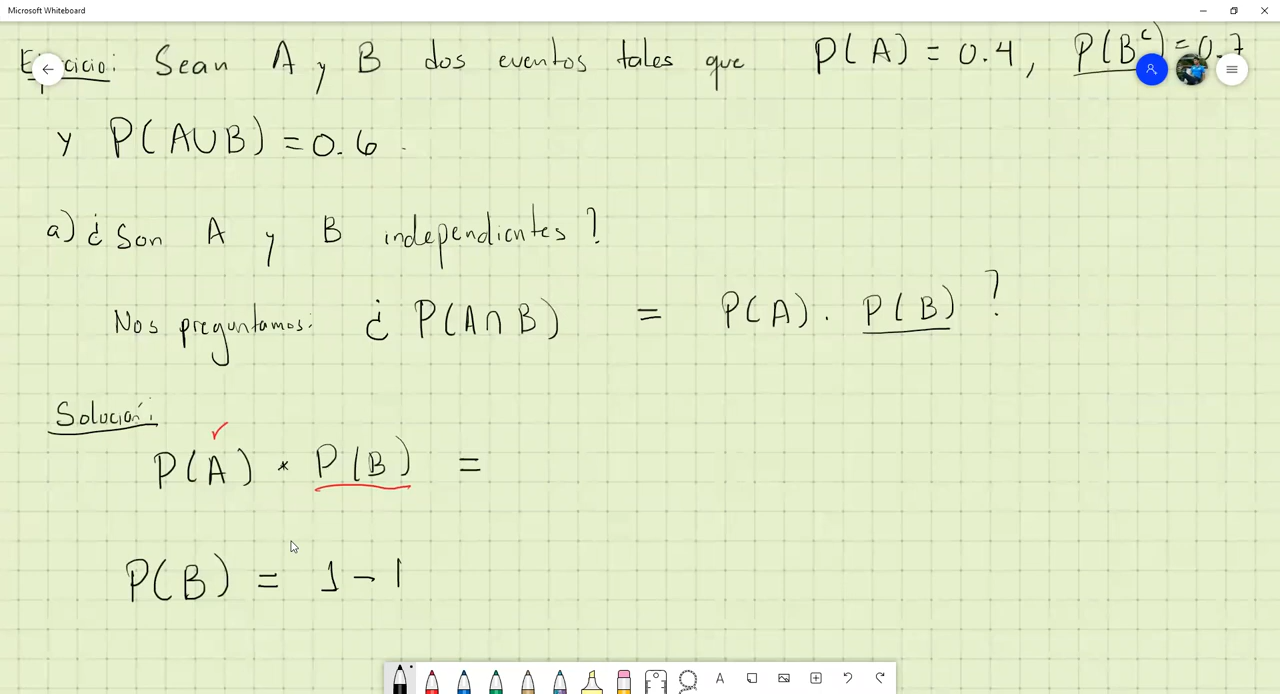 Microsoft Whiteboard
Ejercicio: Sean A y B dos eventos tales que P(A) = 0.4, P(Bᶜ) = 0.7
y P(A∪B) = 0.6.
a) ¿Son A y B independientes?
Nos preguntamos: ¿P(A∩B) = P(A). P(B)?
Solución:
P(A) * P(B) =
P(B) = 1 - 1
A